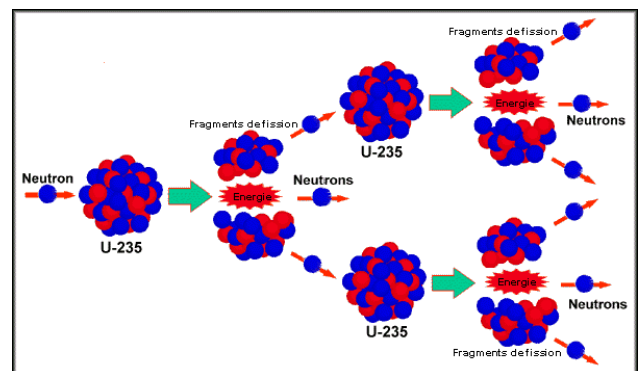 Fragments defission
Energie
Neutrons
U-235
Fragments defission
Neutron
Energie
Neutrons
U-235
U-235
Energie
Neutrons
Fragments defission